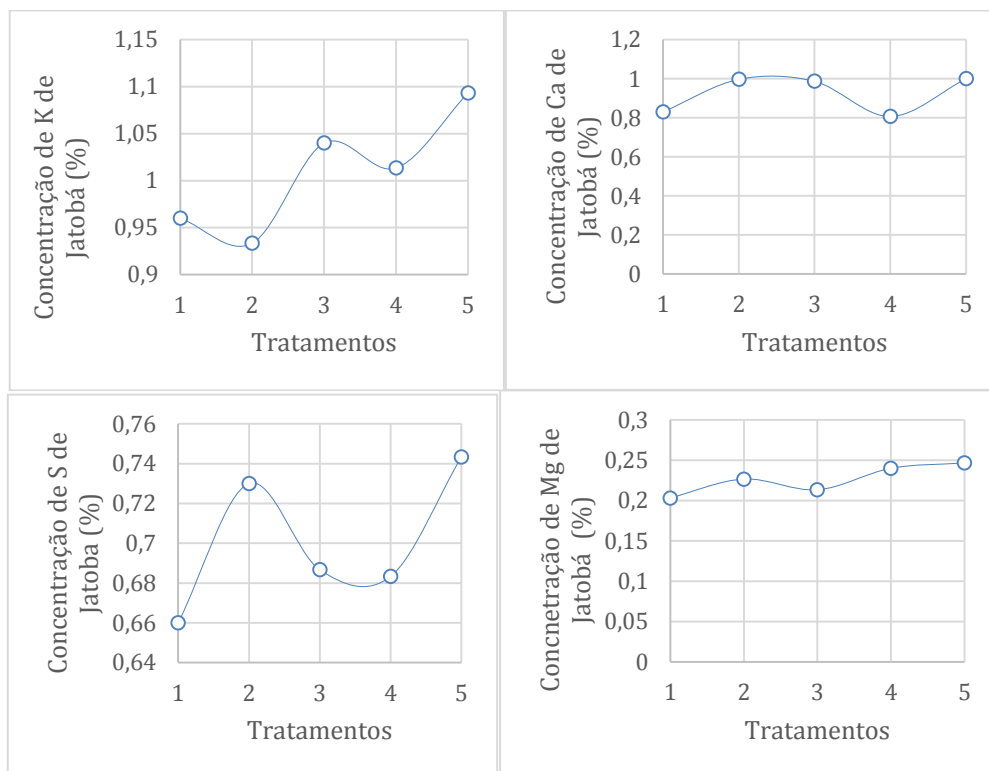 Concentração de K de
Jatobá (%)
1,15
1,1
1,05
1
0,95
0,9
1 2 3 4 5
Tratamentos
Concentração de Ca de
Jatobá (%)
1,2
1
0,8
0,6
0,4
0,2
0
1 2 3 4 5
Tratamentos
Concentração de S de
Jatoba (%)
0,76
0,74
0,72
0,7
0,68
0,66
0,64
1 2 3 4 5
Tratamentos
Concnetração de Mg de
Jatobá (%)
0,3
0,25
0,2
0,15
0,1
0,05
0
1 2 3 4 5
Tratamentos